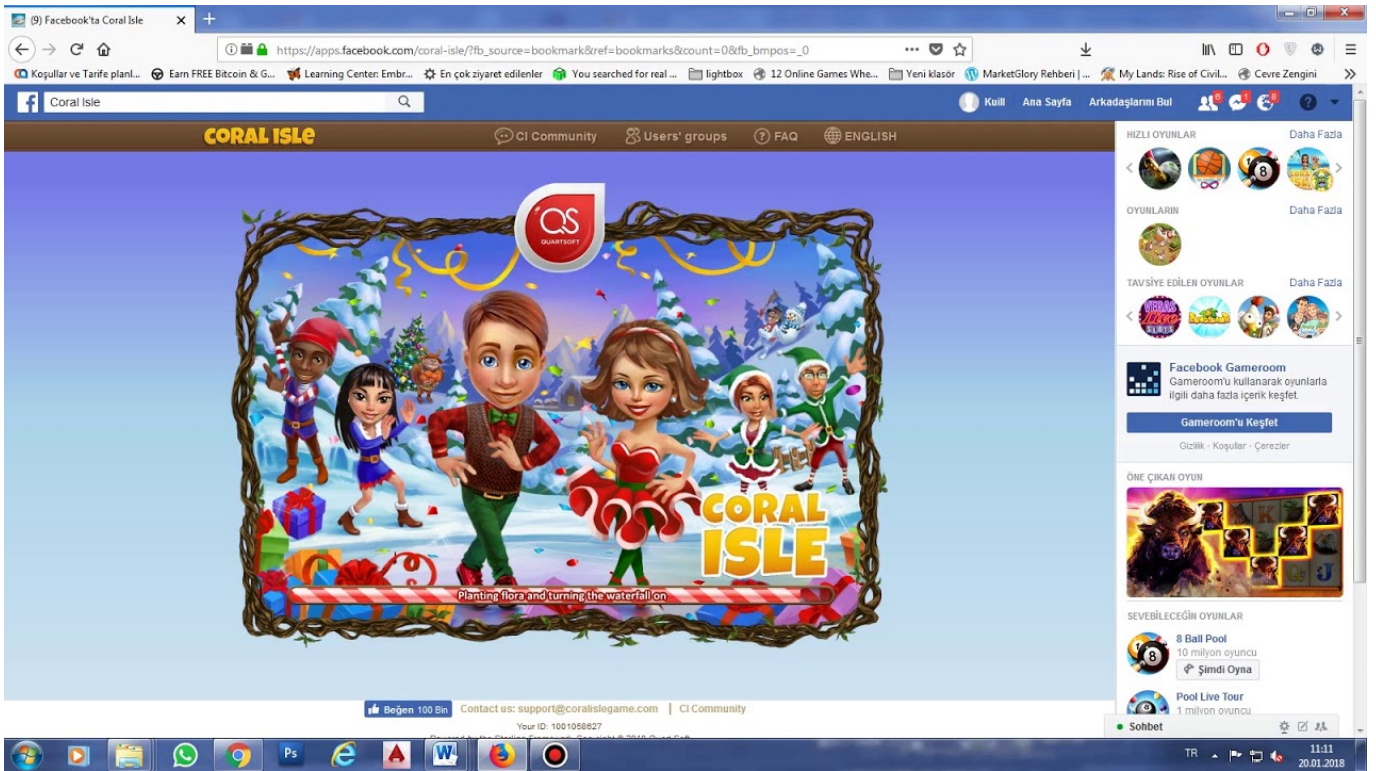 (9) Facebook'ta Coral Isle
https://apps.facebook.com/coral-isle/?fb_source=bookmark&ref=bookmarks&count=0&fb_bmpos=_0
Koşullar ve Tarife planl... Earn FREE Bitcoin & G... Learning Center: Embr... En çok ziyaret edilenler You searched for real ... lightbox 12 Online Games Whe... Yeni klasör MarketGlory Rehberi | ... My Lands: Rise of Civil... Cevre Zengini
Coral Isle
Kuill Ana Sayfa Arkadaşlarını Bul 6 1 8
CORAL ISLE
CI Community Users' groups FAQ ENGLISH
QS
QUARTSOFT
CORAL
ISLE
Planting flora and turning the waterfall on
Beğen 100 Bin Contact us: support@coralislegame.com | CI Community
Your ID: 1001058627
HIZLI OYUNLAR Daha Fazla
OYUNLARIN Daha Fazla
TAVSİYE EDİLEN OYUNLAR Daha Fazla
VEGAS
Live
SLOTS
Facebook Gameroom
Gameroom'u kullanarak oyunlarla
ilgili daha fazla içerik keşfet.
Gameroom'u Keşfet
Gizlilik · Koşullar · Çerezler
ÖNE ÇIKAN OYUN
SEVEBİLECEĞİN OYUNLAR
8 Ball Pool
10 milyon oyuncu
Şimdi Oyna
Pool Live Tour
1 milyon oyuncu
Sohbet
Ps
W
TR
11:11
20.01.2018